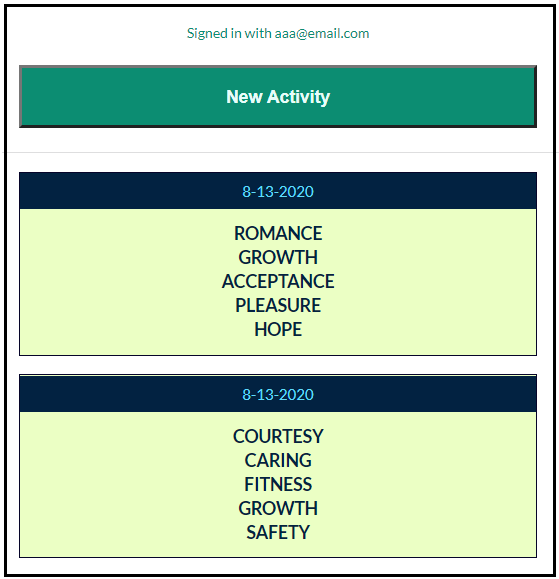 Signed in with aaa@email.com
New Activity
8-13-2020
ROMANCE
GROWTH
ACCEPTANCE
PLEASURE
HOPE
8-13-2020
COURTESY
CARING
FITNESS
GROWTH
SAFETY